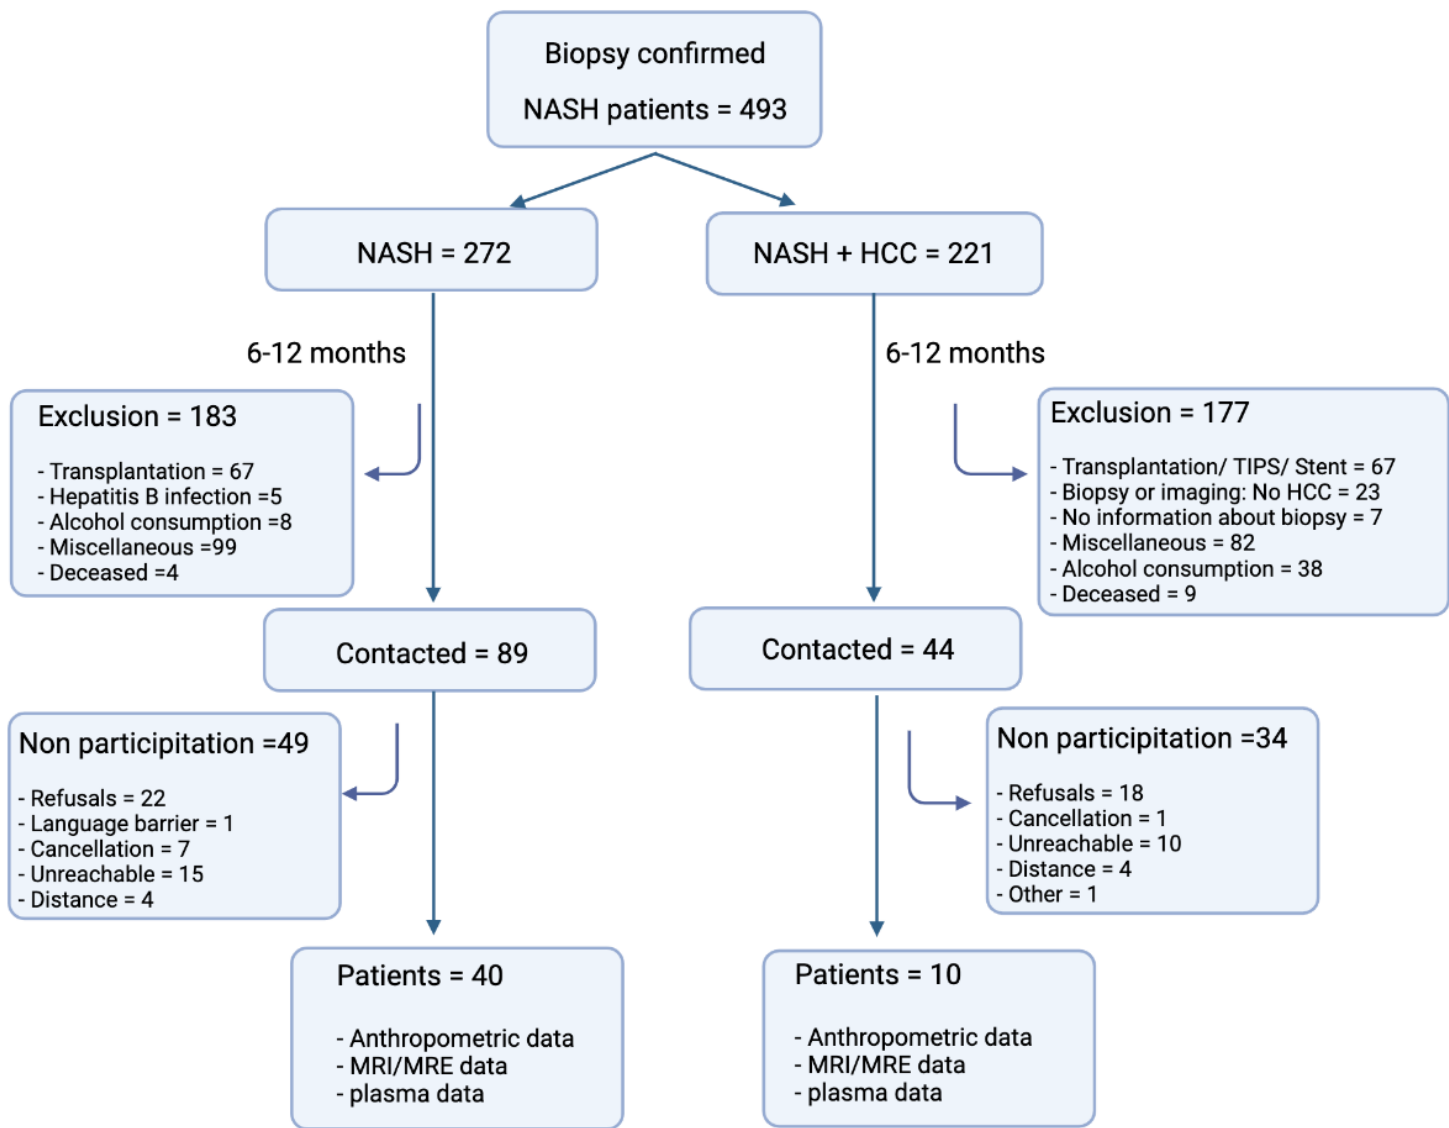 Biopsy confirmed
NASH patients = 493
NASH = 272
NASH + HCC = 221
6-12 months
6-12 months
Exclusion = 183
- Transplantation = 67
- Hepatitis B infection =5
- Alcohol consumption =8
- Miscellaneous =99
- Deceased =4
Exclusion = 177
- Transplantation/ TIPS/ Stent = 67
- Biopsy or imaging: No HCC = 23
- No information about biopsy = 7
- Miscellaneous = 82
- Alcohol consumption = 38
- Deceased = 9
Contacted = 89
Contacted = 44
Non participitation =49
- Refusals = 22
- Language barrier = 1
- Cancellation = 7
- Unreachable = 15
- Distance = 4
Non participitation =34
- Refusals = 18
- Cancellation = 1
- Unreachable = 10
- Distance = 4
- Other = 1
Patients = 40
- Anthropometric data
- MRI/MRE data
- plasma data
Patients = 10
- Anthropometric data
- MRI/MRE data
- plasma data